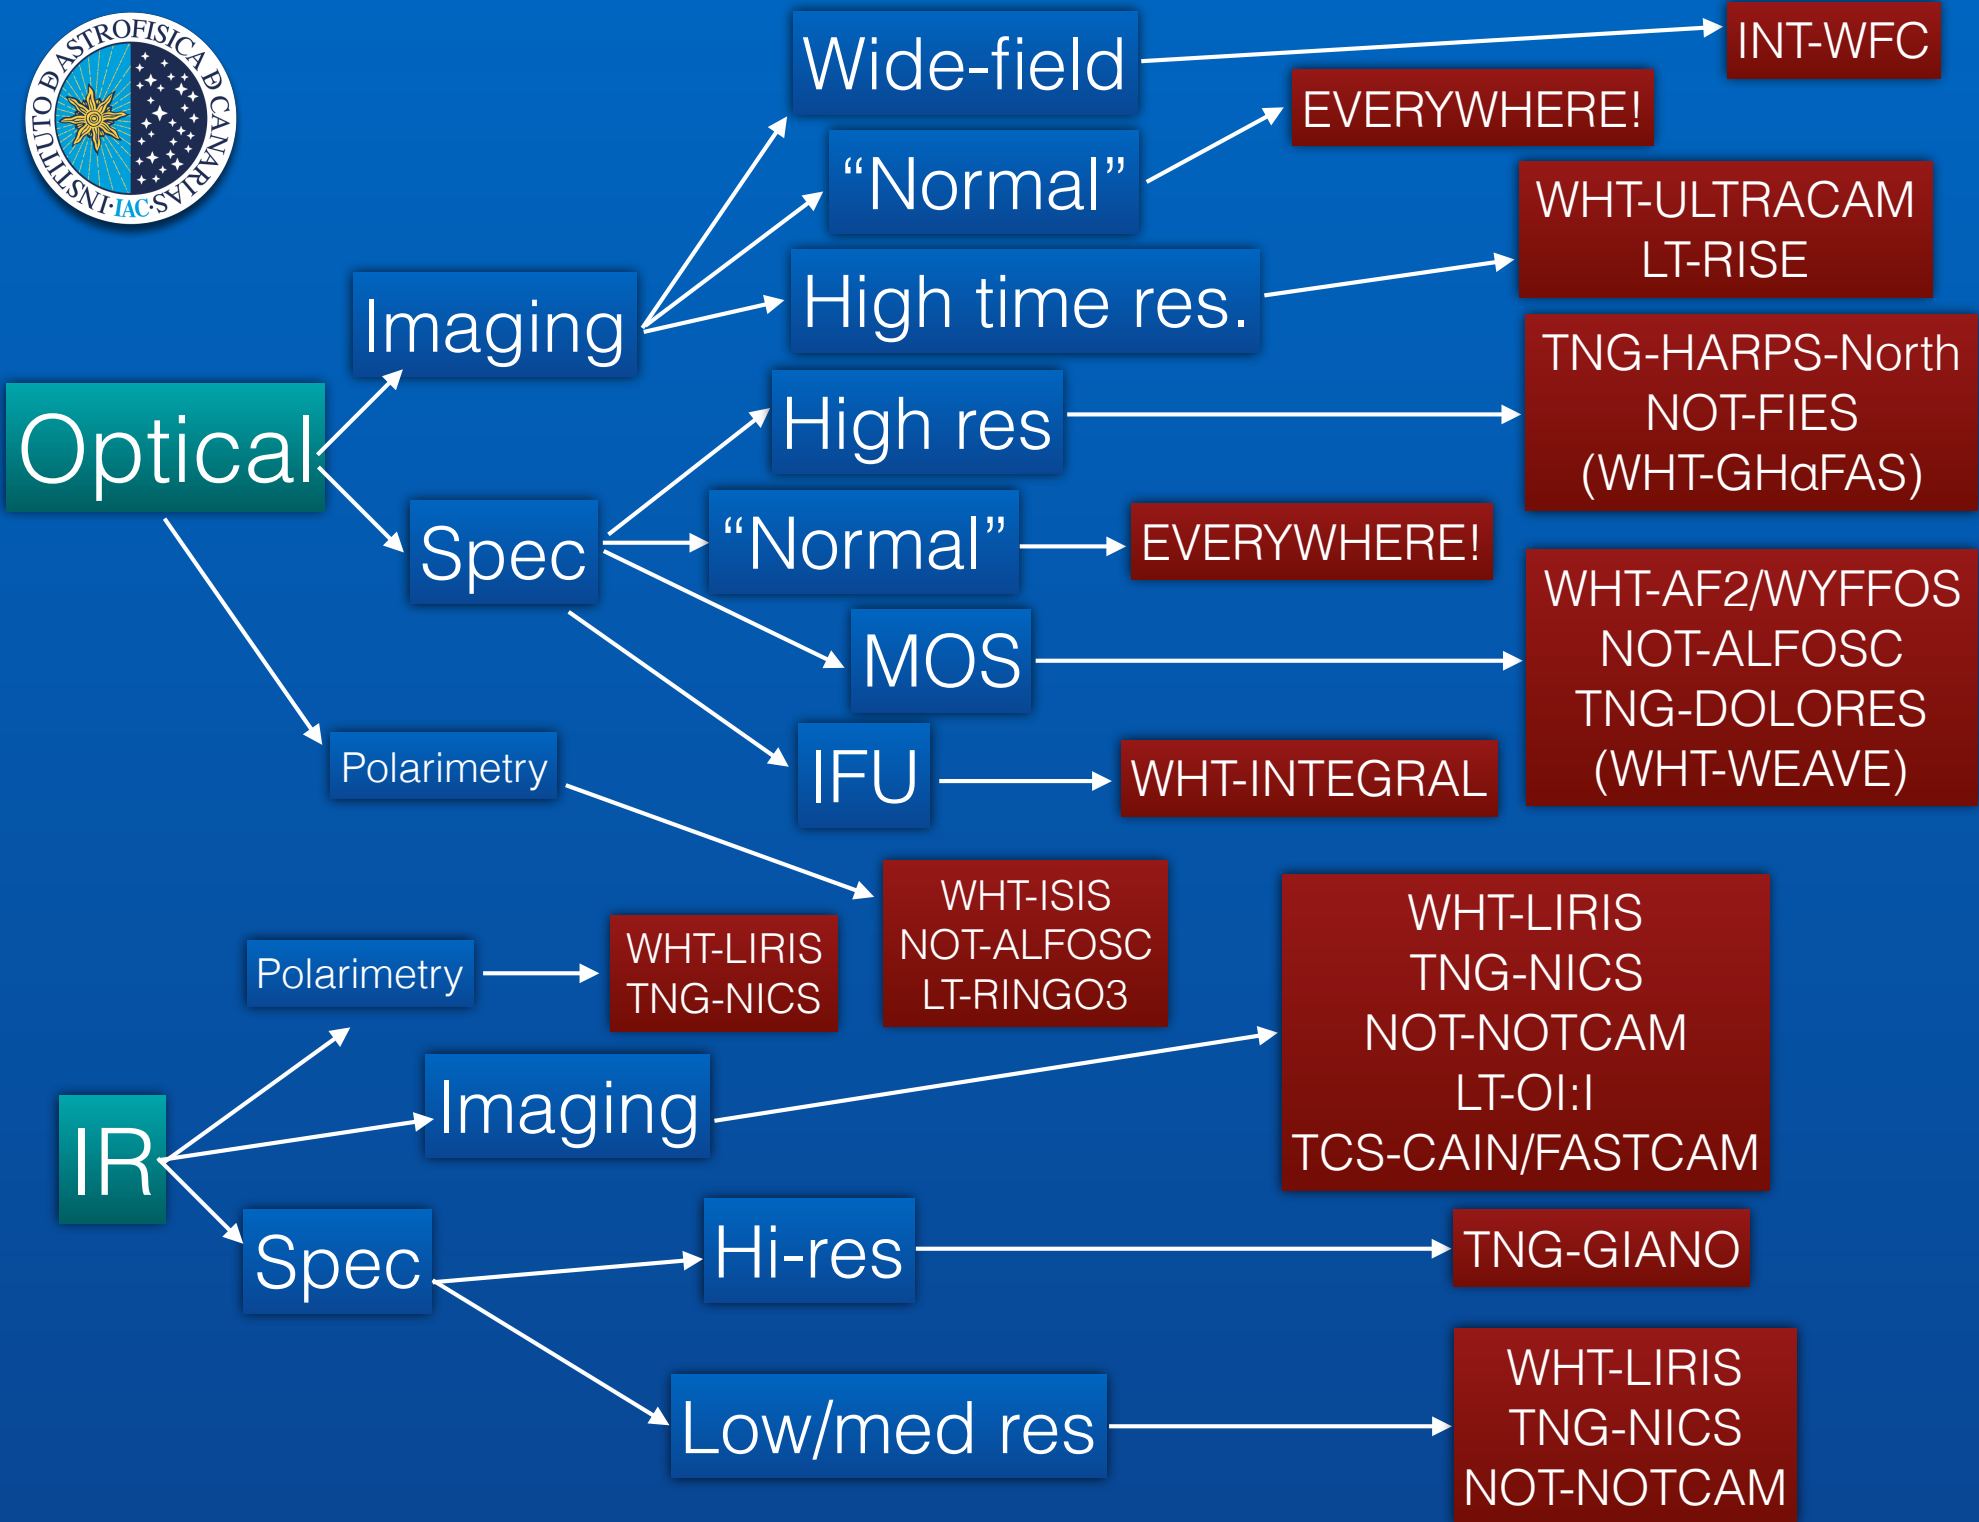 INSTITUTO DE ASTROFISICA DE CANARIAS
·IAC·
Wide-field
INT-WFC
EVERYWHERE!
“Normal”
WHT-ULTRACAM
LT-RISE
High time res.
Imaging
TNG-HARPS-North
NOT-FIES
(WHT-GHαFAS)
High res
Optical
Spec
“Normal”
EVERYWHERE!
MOS
WHT-AF2/WYFFOS
NOT-ALFOSC
TNG-DOLORES
(WHT-WEAVE)
Polarimetry
IFU
WHT-INTEGRAL
WHT-ISIS
NOT-ALFOSC
LT-RINGO3
Polarimetry
WHT-LIRIS
TNG-NICS
WHT-LIRIS
TNG-NICS
NOT-NOTCAM
LT-OI:I
TCS-CAIN/FASTCAM
Imaging
IR
Spec
Hi-res
TNG-GIANO
Low/med res
WHT-LIRIS
TNG-NICS
NOT-NOTCAM